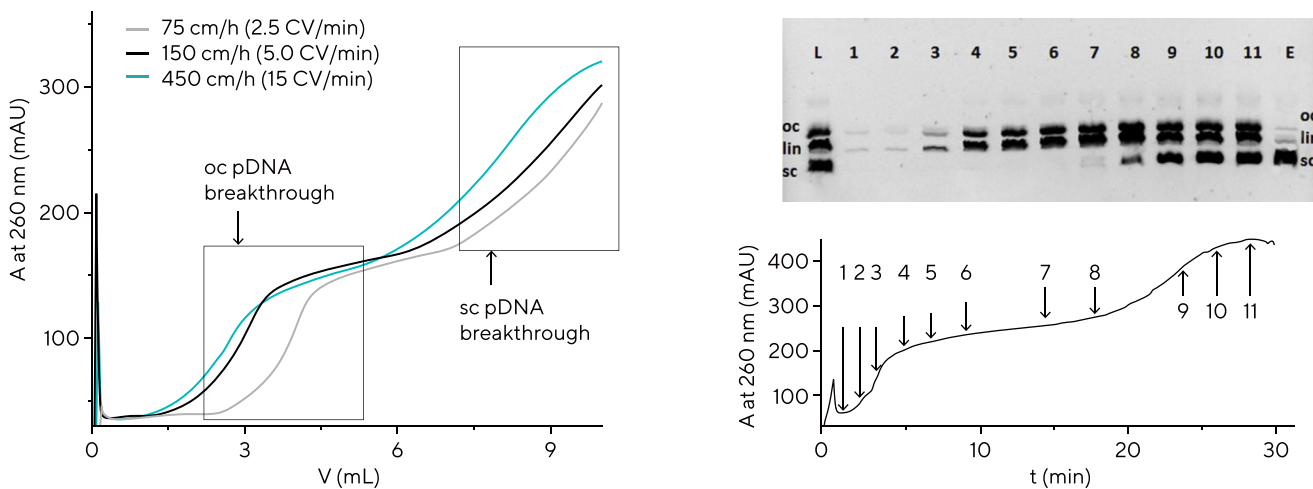 75 cm/h (2.5 CV/min)
150 cm/h (5.0 CV/min)
450 cm/h (15 CV/min)
A at 260 nm (mAU)
300
200
100
oc pDNA
breakthrough
sc pDNA
breakthrough
0 3 6 9
V (mL)
L 1 2 3 4 5 6 7 8 9 10 11 E
oc oc
lin lin
sc sc
A at 260 nm (mAU)
400
300
200
100
1 2 3 4 5 6 7 8
9 10 11
0 10 20 30
t (min)